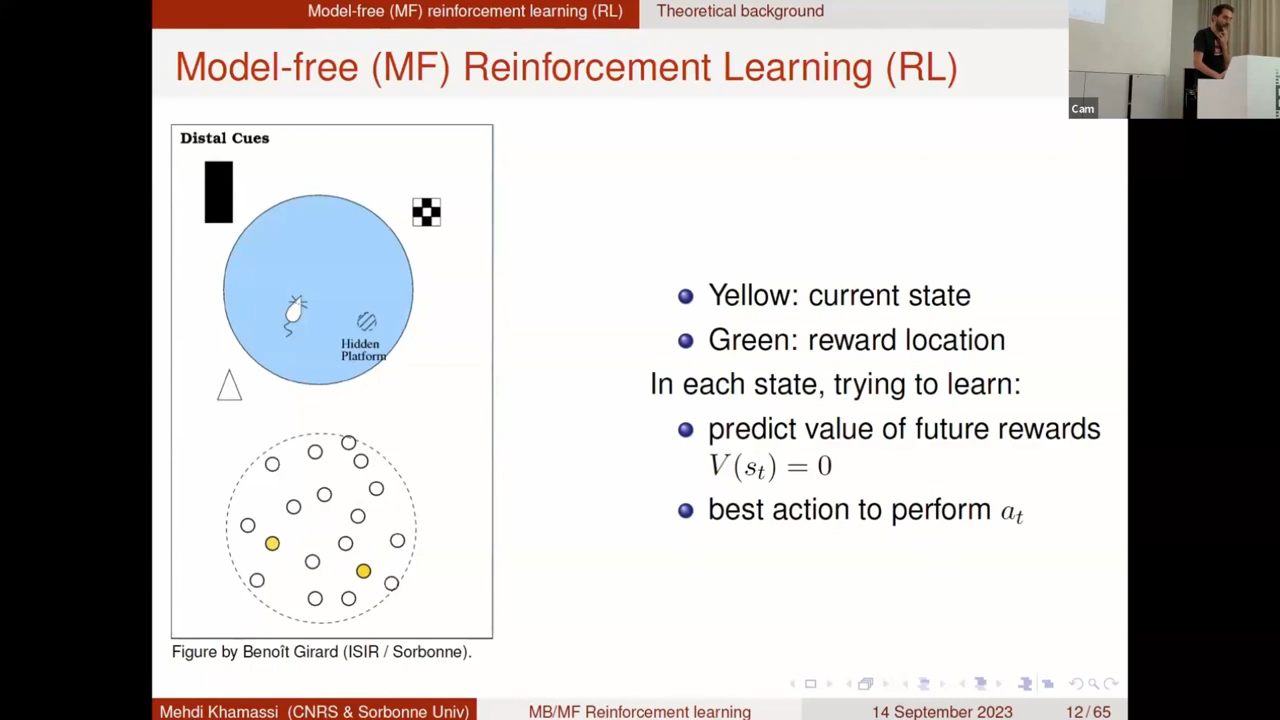 Model-free (MF) reinforcement learning (RL) Theoretical background
Model-free (MF) Reinforcement Learning (RL)
Cam
Distal Cues
Hidden
Platform
Figure by Benoît Girard (ISIR / Sorbonne).
Yellow: current state
Green: reward location
In each state, trying to learn:
predict value of future rewards
V(s_t) = 0
best action to perform a_t
Mehdi Khamassi (CNRS & Sorbonne Univ) MB/MF Reinforcement learning 14 September 2023 12 / 65